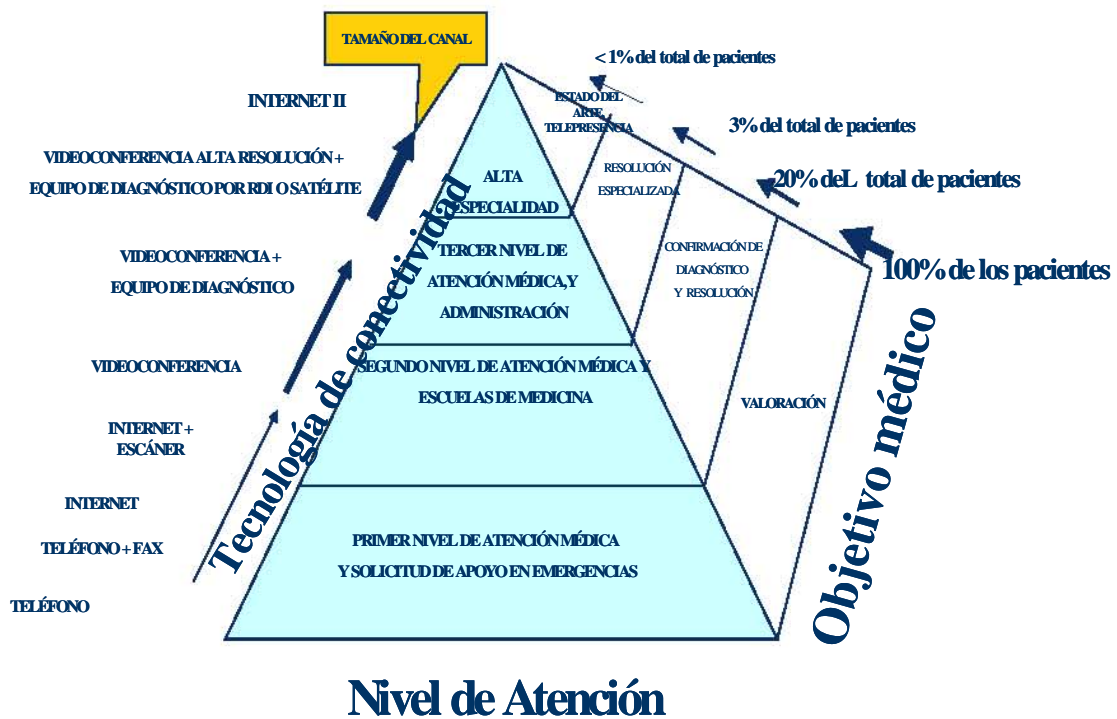 TAMAÑO DEL CANAL
INTERNET II
VIDEOCONFERENCIA ALTA RESOLUCIÓN +
EQUIPO DE DIAGNÓSTICO POR RDI O SATÉLITE
VIDEOCONFERENCIA +
EQUIPO DE DIAGNÓSTICO
VIDEOCONFERENCIA
INTERNET +
ESCÁNER
INTERNET
TELÉFONO + FAX
TELÉFONO
Tecnología de conectividad
ALTA
ESPECIALIDAD
TERCER NIVEL DE
ATENCIÓN MÉDICA, Y
ADMINISTRACIÓN
SEGUNDO NIVEL DE ATENCIÓN MÉDICA Y
ESCUELAS DE MEDICINA
PRIMER NIVEL DE ATENCIÓN MÉDICA
Y SOLICITUD DE APOYO EN EMERGENCIAS
ESTADO DEL
ARTE,
TELEPRESENCIA
RESOLUCIÓN
ESPECIALIZADA
CONFIRMACIÓN DE
DIAGNÓSTICO
Y RESOLUCIÓN
VALORACIÓN
< 1% del total de pacientes
3% del total de pacientes
20% deL total de pacientes
100% de los pacientes
Objetivo médico
Nivel de Atención